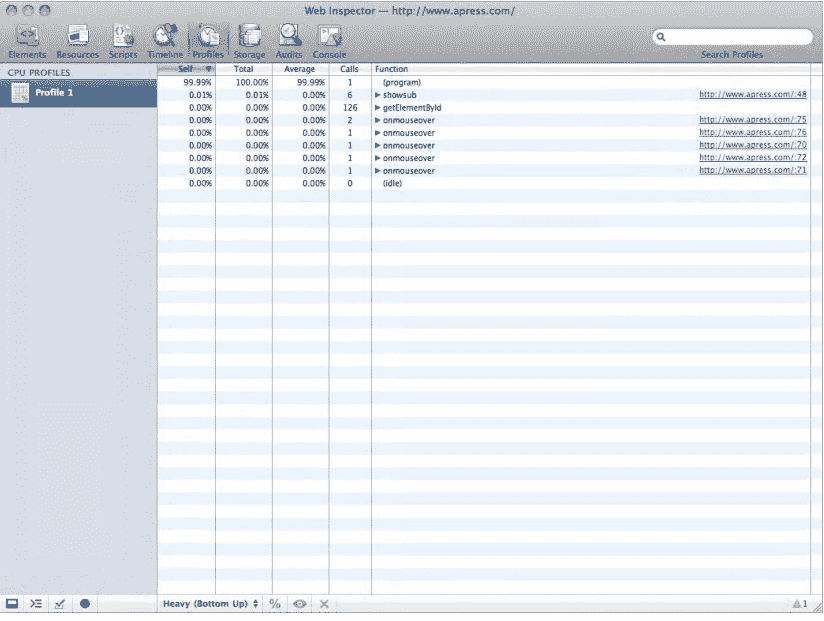 Web Inspector — http://www.apress.com/
Elements Resources Scripts Timeline Profiles Storage Audits Console
Search Profiles
CPU PROFILES
Profile 1
Self Total Average Calls Function
99.99% 100.00% 99.99% 1 (program)
0.01% 0.01% 0.00% 6 showsub http://www.apress.com/:48
0.00% 0.00% 0.00% 126 getElementById
0.00% 0.00% 0.00% 2 onmouseover http://www.apress.com/:75
0.00% 0.00% 0.00% 1 onmouseover http://www.apress.com/:76
0.00% 0.00% 0.00% 1 onmouseover http://www.apress.com/:70
0.00% 0.00% 0.00% 1 onmouseover http://www.apress.com/:72
0.00% 0.00% 0.00% 1 onmouseover http://www.apress.com/:71
0.00% 0.00% 0.00% 0 (idle)
Heavy (Bottom Up) % 1